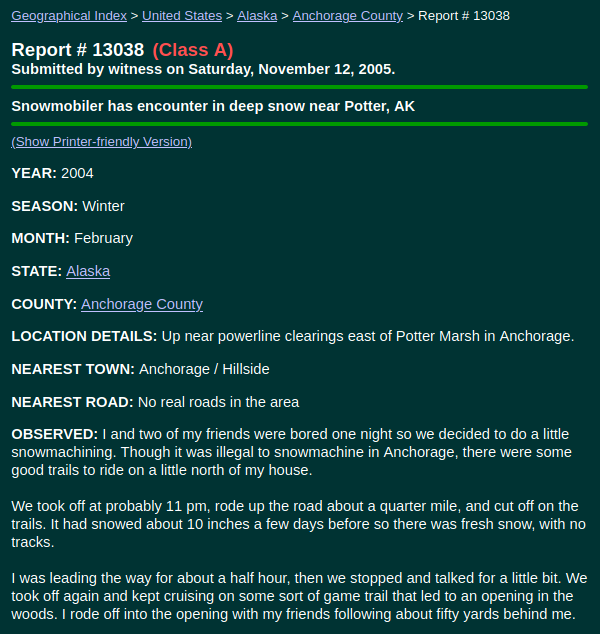 Geographical Index > United States > Alaska > Anchorage County > Report # 13038
Report # 13038 (Class A)
Submitted by witness on Saturday, November 12, 2005.
Snowmobiler has encounter in deep snow near Potter, AK
(Show Printer-friendly Version)
YEAR: 2004
SEASON: Winter
MONTH: February
STATE: Alaska
COUNTY: Anchorage County
LOCATION DETAILS: Up near powerline clearings east of Potter Marsh in Anchorage.
NEAREST TOWN: Anchorage / Hillside
NEAREST ROAD: No real roads in the area
OBSERVED: I and two of my friends were bored one night so we decided to do a little
snowmachining. Though it was illegal to snowmachine in Anchorage, there were some
good trails to ride on a little north of my house.
We took off at probably 11 pm, rode up the road about a quarter mile, and cut off on the
trails. It had snowed about 10 inches a few days before so there was fresh snow, with no
tracks.
I was leading the way for about a half hour, then we stopped and talked for a little bit. We
took off again and kept cruising on some sort of game trail that led to an opening in the
woods. I rode off into the opening with my friends following about fifty yards behind me.